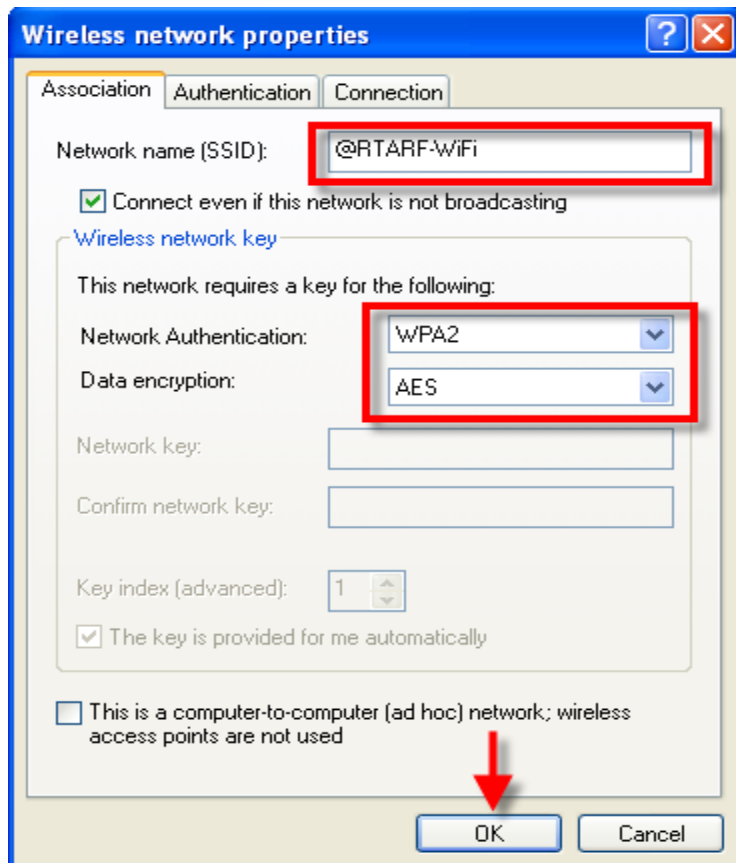 Wireless network properties
Association Authentication Connection
Network name (SSID): @RTARF-WiFi
Connect even if this network is not broadcasting
Wireless network key
This network requires a key for the following:
Network Authentication: WPA2
Data encryption: AES
Network key:
Confirm network key:
Key index (advanced): 1
The key is provided for me automatically
This is a computer-to-computer (ad hoc) network; wireless
access points are not used
OK Cancel